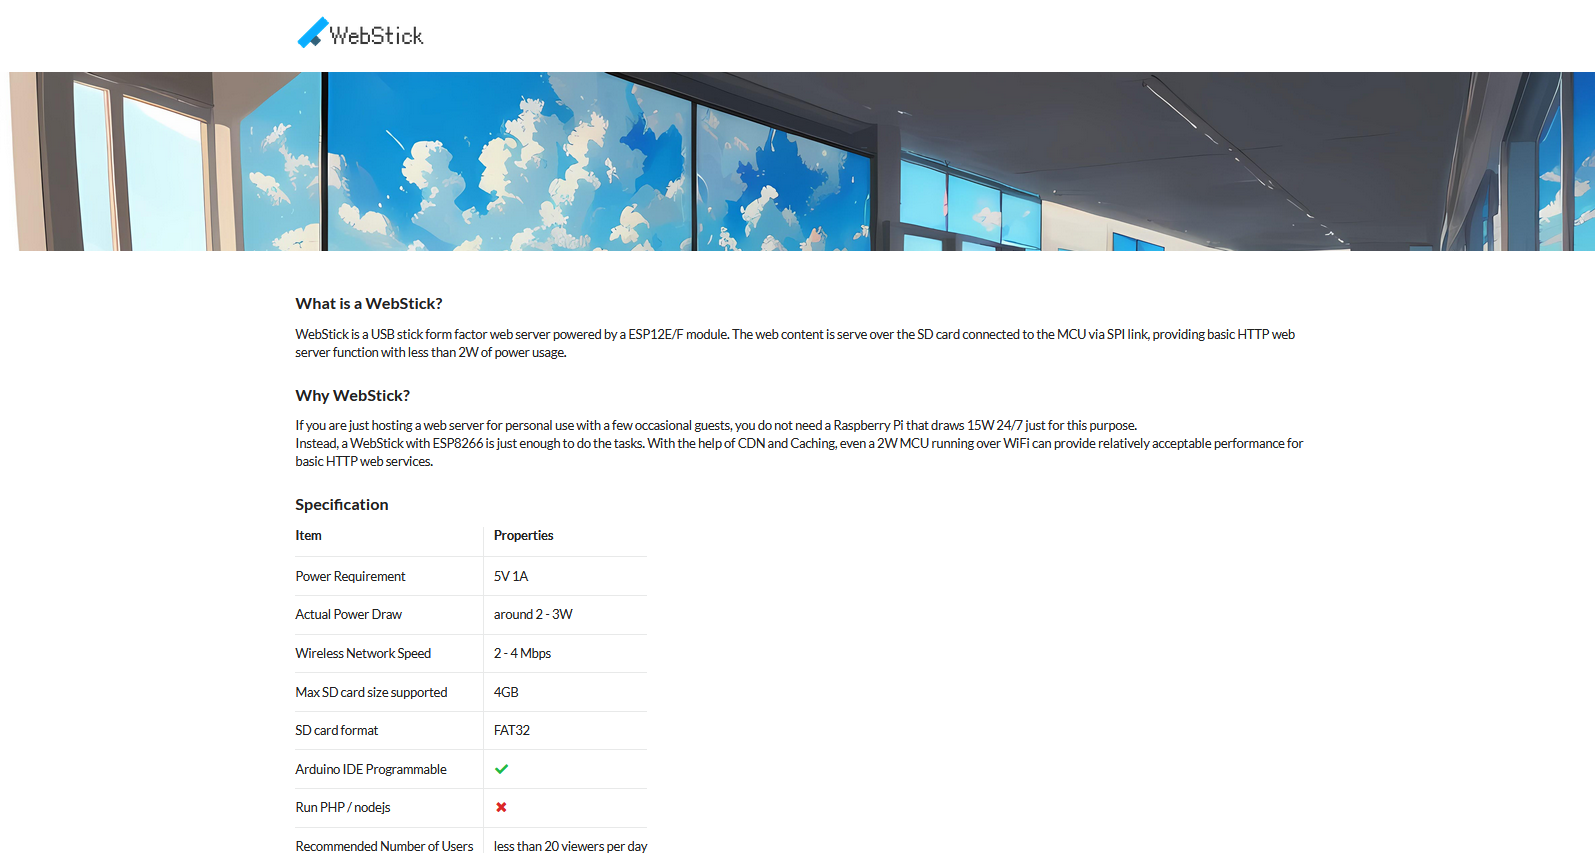 WebStick
What is a WebStick?
WebStick is a USB stick form factor web server powered by a ESP12E/F module. The web content is serve over the SD card connected to the MCU via SPI link, providing basic HTTP web
server function with less than 2W of power usage.
Why WebStick?
If you are just hosting a web server for personal use with a few occasional guests, you do not need a Raspberry Pi that draws 15W 24/7 just for this purpose.
Instead, a WebStick with ESP8266 is just enough to do the tasks. With the help of CDN and Caching, even a 2W MCU running over WiFi can provide relatively acceptable performance for
basic HTTP web services.
Specification
Item Properties
Power Requirement 5V 1A
Actual Power Draw around 2 - 3W
Wireless Network Speed 2 - 4 Mbps
Max SD card size supported 4GB
SD card format FAT32
Arduino IDE Programmable
Run PHP / nodejs
Recommended Number of Users less than 20 viewers per day